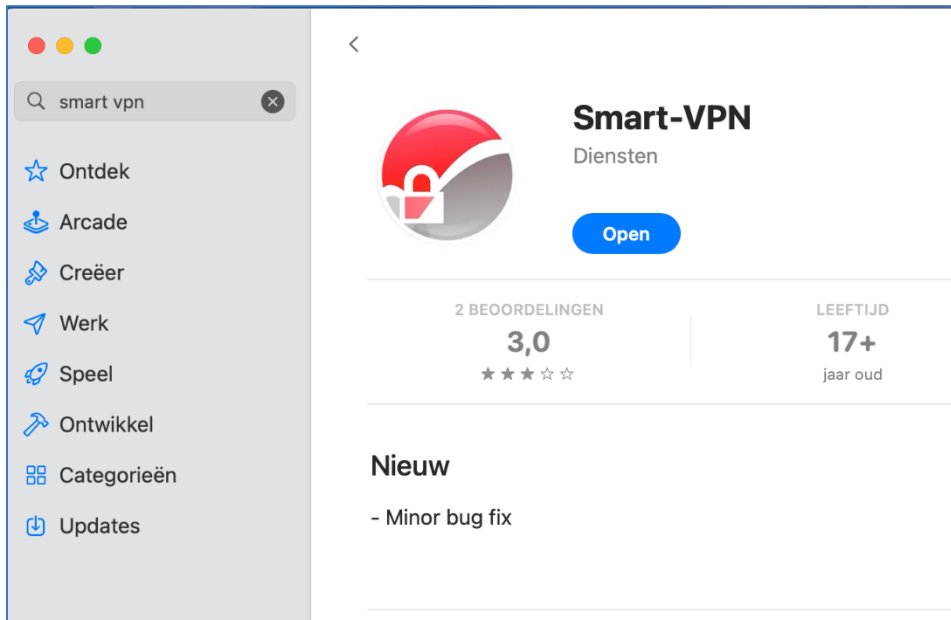 smart vpn
Ontdek
Arcade
Creëer
Werk
Speel
Ontwikkel
Categorieën
Updates
Smart-VPN
Diensten
Open
2 BEOORDELINGEN
3,0
LEEFTIJD
17+
jaar oud
Nieuw
- Minor bug fix